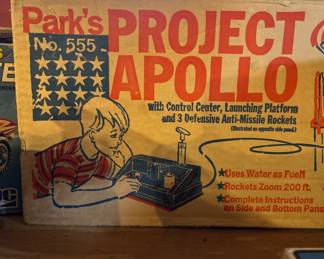 Park's PROJECT
No. 555 APOLLO
with Control Center, Launching Platform
and 3 Defensive Anti-Missile Rockets
(Illustrated on opposite side panel)
★Uses Water as Fuel!
★Rockets Zoom 200 ft.
★Complete Instructions
on Side and Bottom Pane